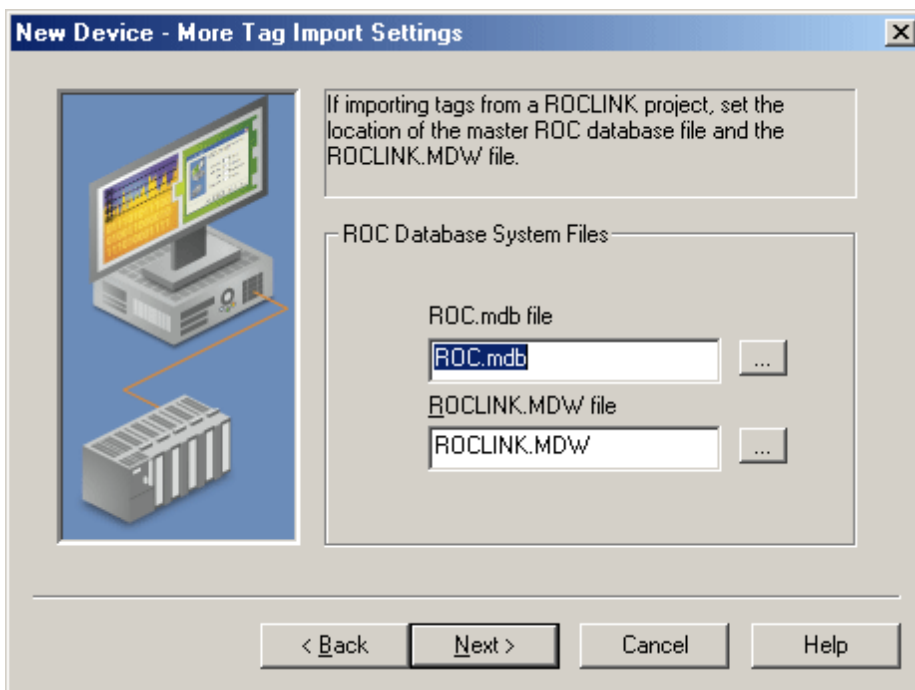 New Device - More Tag Import Settings
If importing tags from a ROCLINK project, set the
location of the master ROC database file and the
ROCLINK.MDW file.
ROC Database System Files
ROC.mdb file
ROC.mdb
...
ROCLINK.MDW file
ROCLINK.MDW
...
< Back
Next >
Cancel
Help